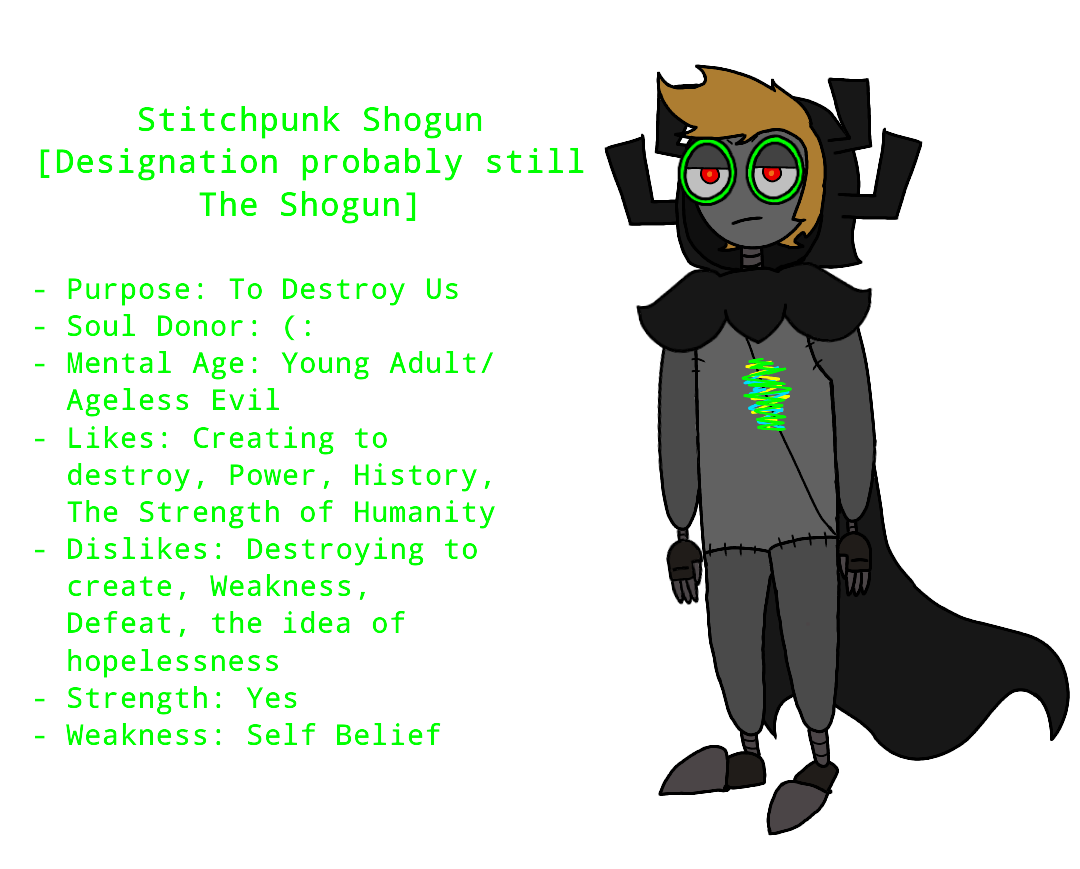 Stitchpunk Shogun
[Designation probably still
The Shogun]
- Purpose: To Destroy Us
- Soul Donor: (:
- Mental Age: Young Adult/
Ageless Evil
- Likes: Creating to
destroy, Power, History,
The Strength of Humanity
- Dislikes: Destroying to
create, Weakness,
Defeat, the idea of
hopelessness
- Strength: Yes
- Weakness: Self Belief